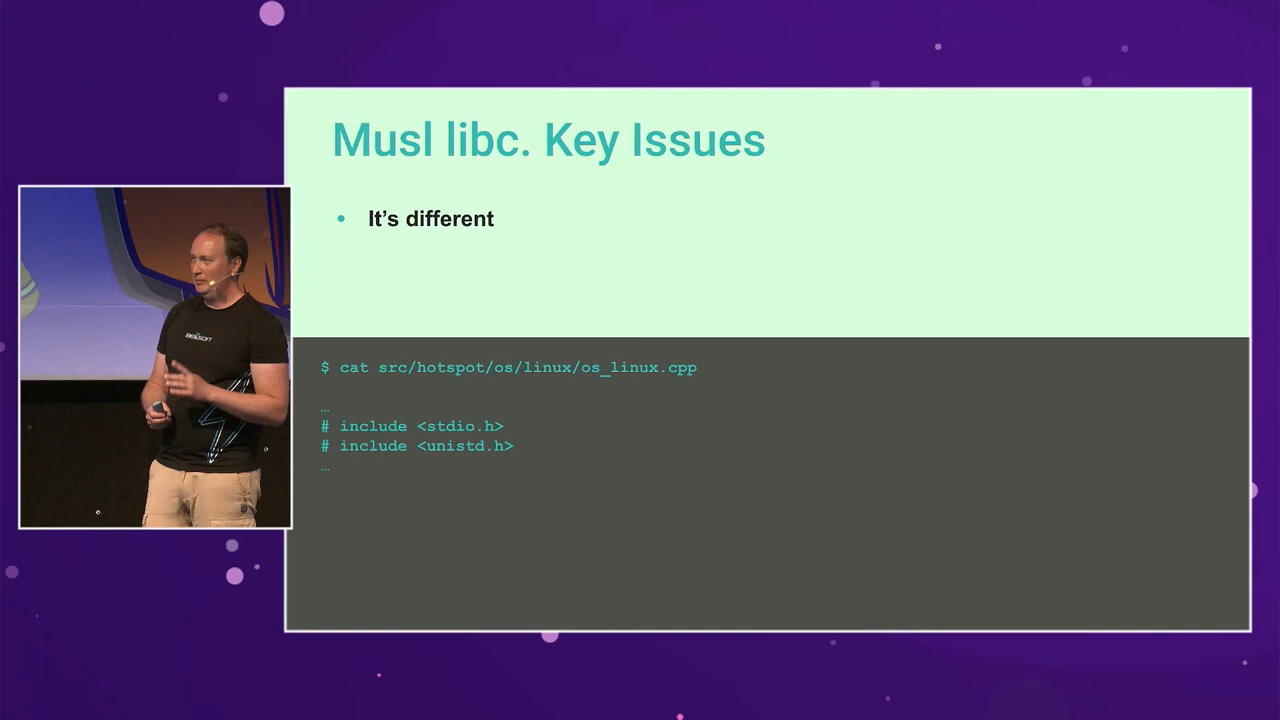 Musl libc. Key Issues
• It’s different
$ cat src/hotspot/os/linux/os_linux.cpp
…
# include <stdio.h>
# include <unistd.h>
…